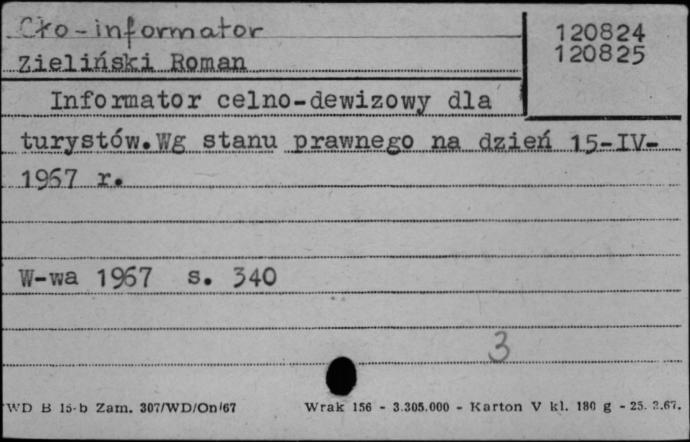 Cło-informator
120824
120825
Zieliński Roman
Informator celno-dewizowy dla
turystów.Wg stanu prawnego na dzień 15-IV-
1967 r.
W-wa 1967 s. 340
3
WD B 15-b Zam. 307/WD/On/67 Wrak 156 - 3.305.000 - Karton V kl. 180 g - 25. 2.67.